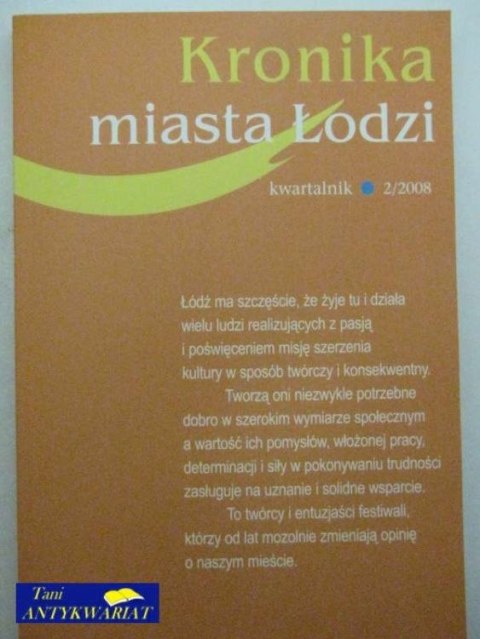 Kronika
miasta Łodzi
kwartalnik • 2/2008
Łódź ma szczęście, że żyje tu i działa
wielu ludzi realizujących z pasją
i poświęceniem misję szerzenia
kultury w sposób twórczy i konsekwentny.
Tworzą oni niezwykle potrzebne
dobro w szerokim wymiarze społecznym
a wartość ich pomysłów, włożonej pracy,
determinacji i siły w pokonywaniu trudności
zasługuje na uznanie i solidne wsparcie.
To twórcy i entuzjaści festiwali,
którzy od lat mozolnie zmieniają opinię
o naszym mieście.
Tani
ANTYKWARIAT